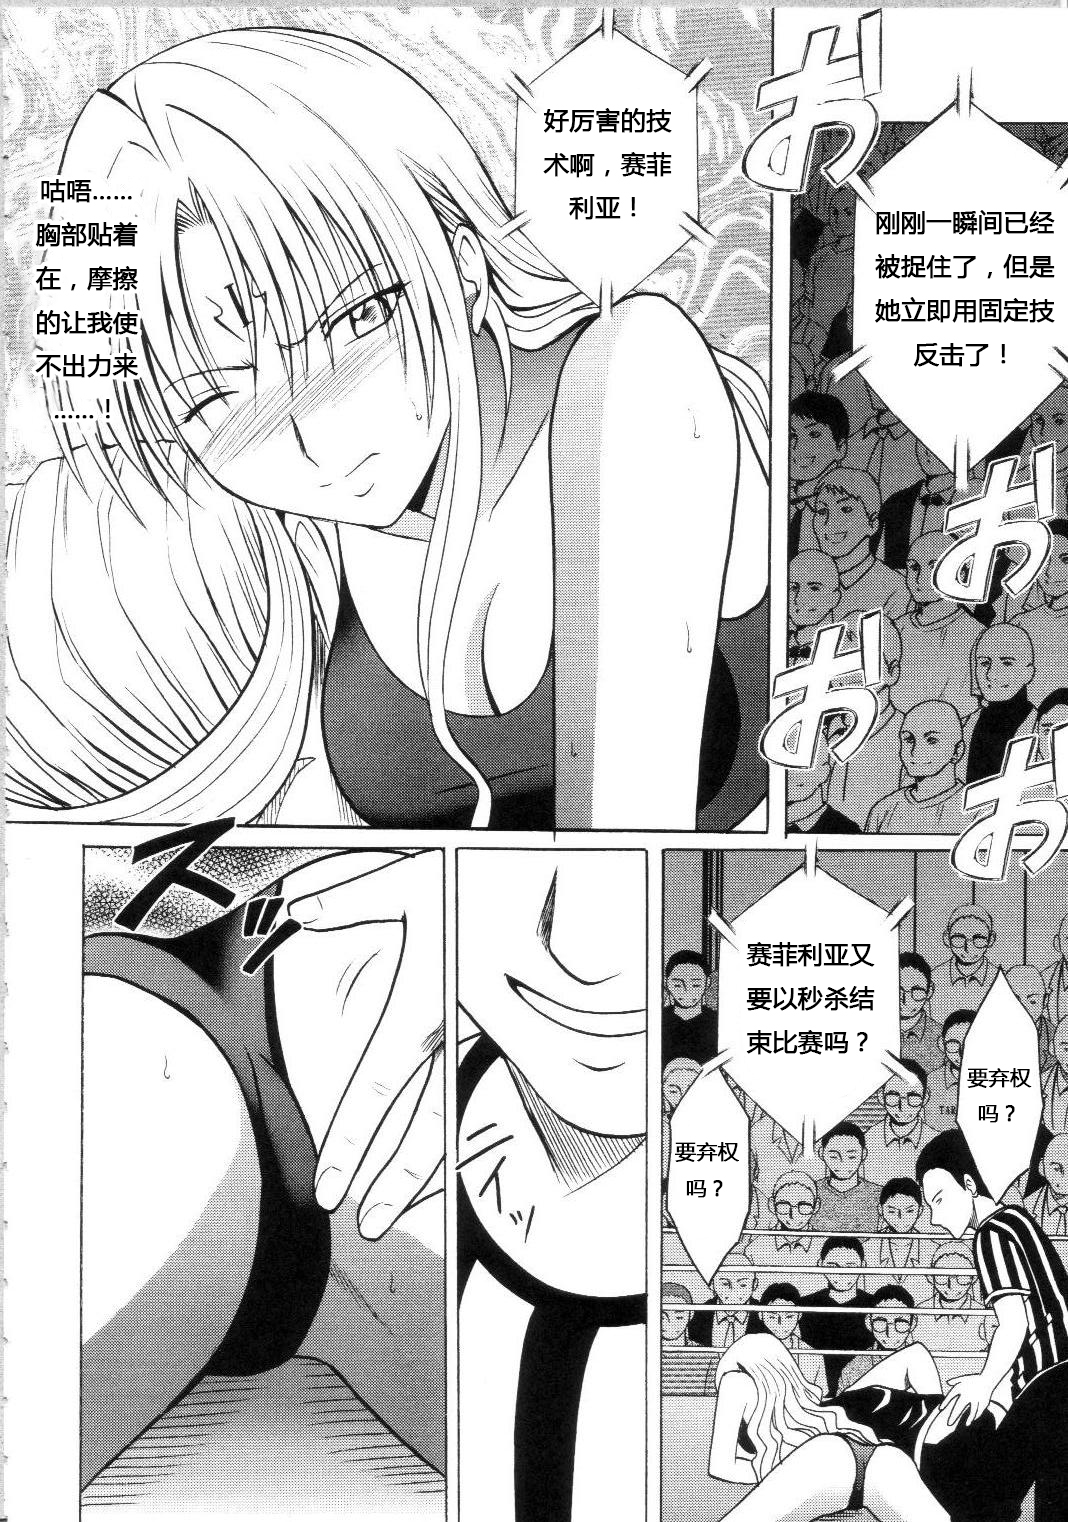 刚刚一瞬间已经
被捉住了，但是
她立即用固定技
反击了！
好厉害的技
术啊，赛菲
利亚！
咕唔……
胸部贴着
在，摩擦
的让我使
不出力来
……！
お
お
お
お
赛菲利亚又
要以秒杀结
束比赛吗？
要弃权
吗？
要弃权
吗？
TAK
イッ
ズッ